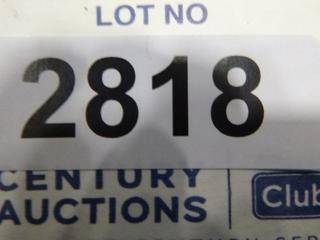 LOT NO
2818
CENTURY
AUCTIONS
Club